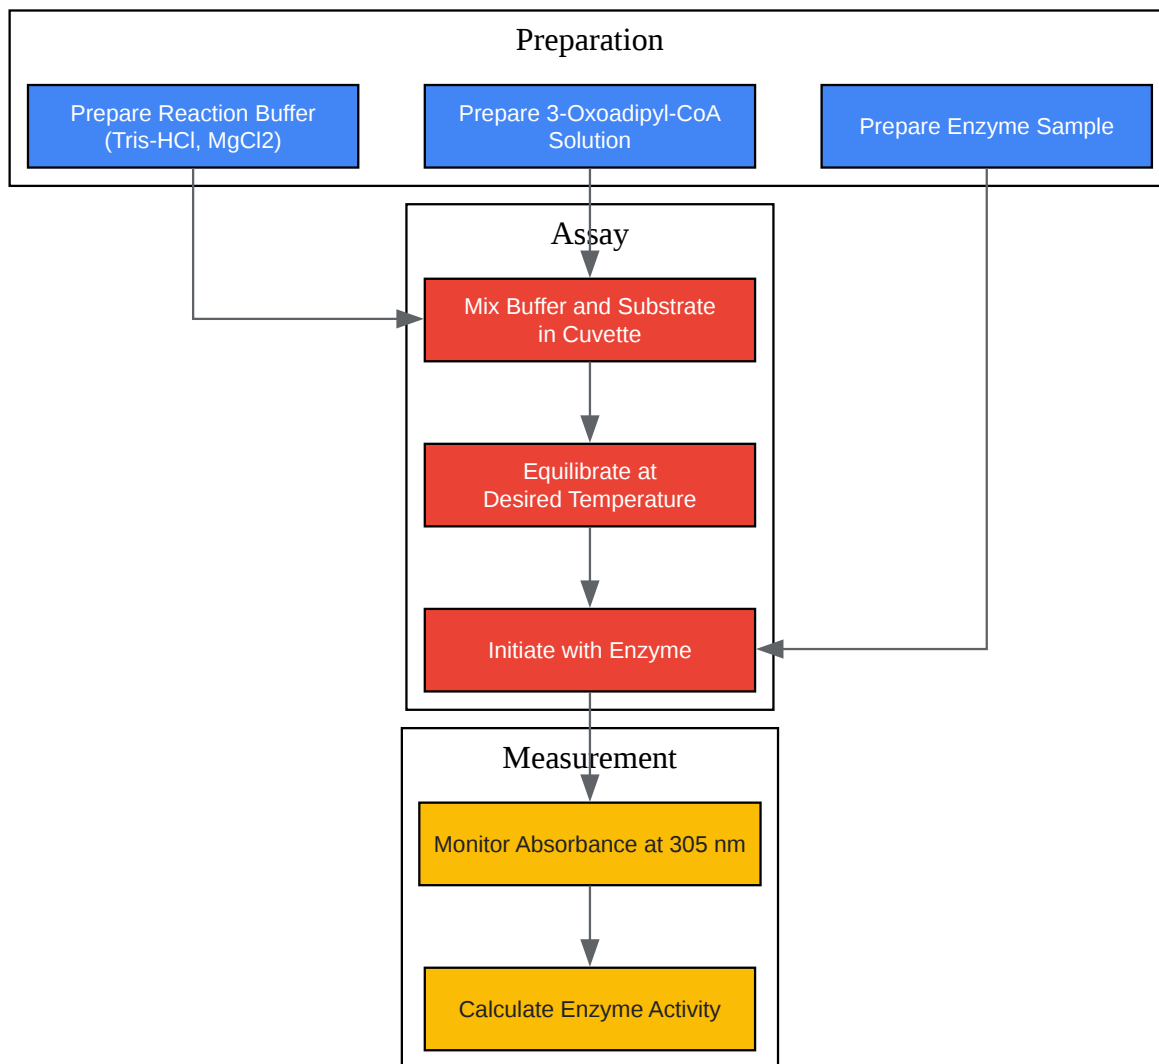 Preparation
Prepare Reaction Buffer
(Tris-HCl, MgCl2)
Prepare 3-Oxoadipyl-CoA
Solution
Prepare Enzyme Sample
Assay
Mix Buffer and Substrate
in Cuvette
Equilibrate at
Desired Temperature
Initiate with Enzyme
Measurement
Monitor Absorbance at 305 nm
Calculate Enzyme Activity